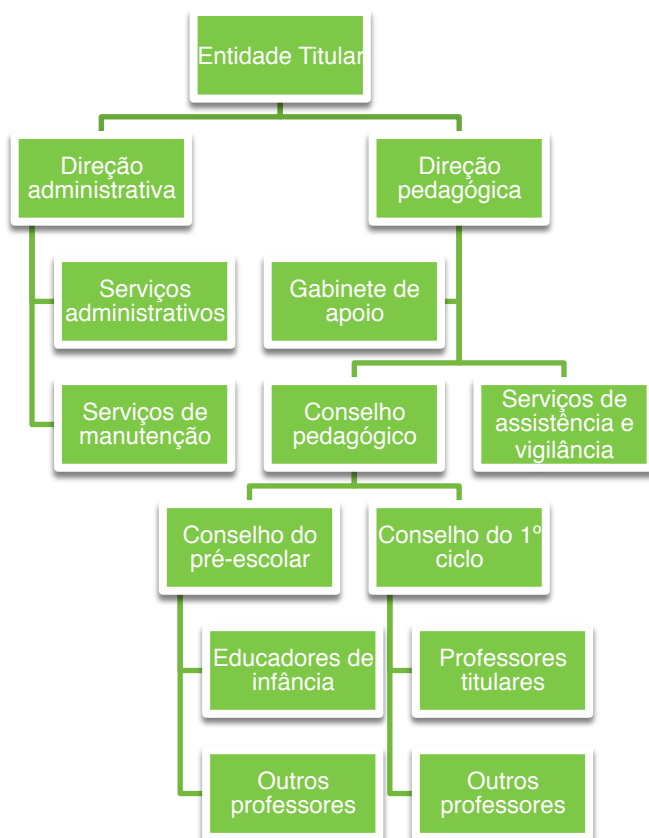 Entidade Titular
Direção
administrativa
Direção
pedagógica
Serviços
administrativos
Gabinete de
apoio
Serviços de
manutenção
Conselho
pedagógico
Serviços de
assistência e
vigilância
Conselho do
pré-escolar
Conselho do 1º
ciclo
Educadores de
infância
Professores
titulares
Outros
professores
Outros
professores